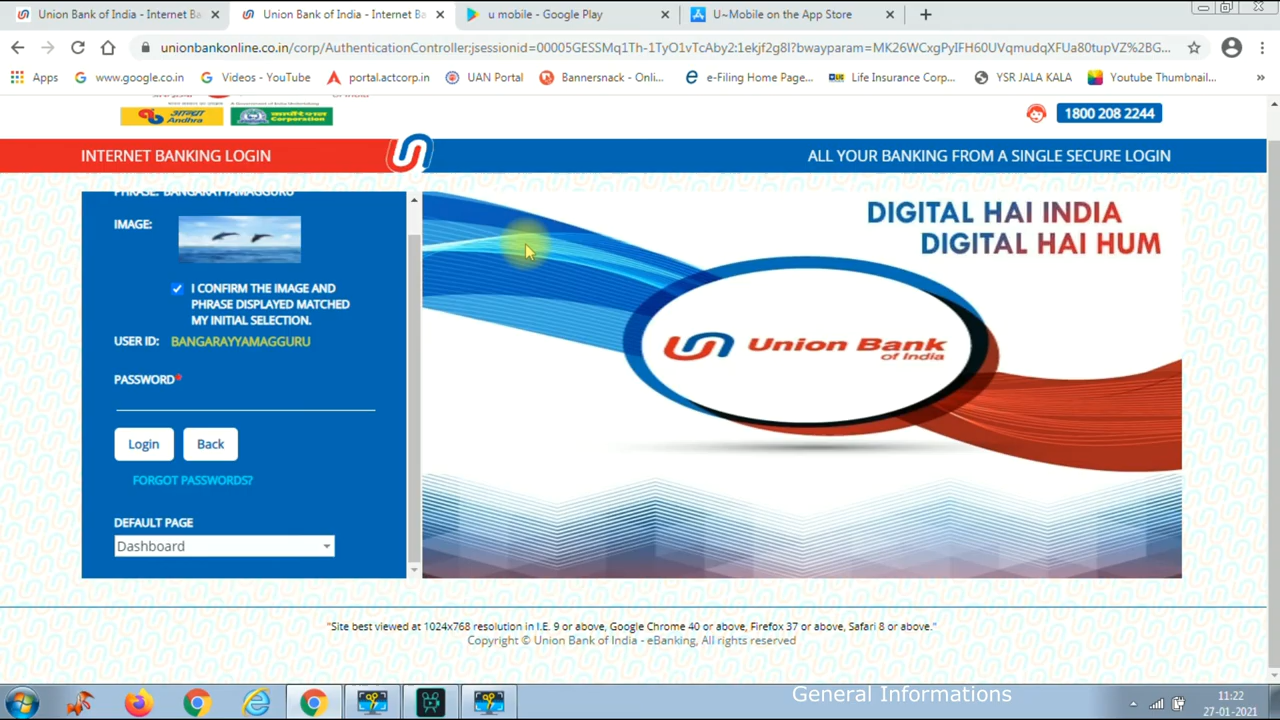 Union Bank of India - Internet Ba
Union Bank of India - Internet Ba
u mobile - Google Play
U~Mobile on the App Store
unionbankonline.co.in/corp/AuthenticationController;jsessionid=00005GESSMq1Th-1TyO1vTcAby2:1ekjf2g8I?bwayparam=MK26WCxgPyIFH60UVqmudqXFUa80tupVZ%2BG...
Apps
www.google.co.in
Videos - YouTube
portal.actcorp.in
UAN Portal
Bannersnack - Onli...
e-Filing Home Page...
Life Insurance Corp...
YSR JALA KALA
Youtube Thumbnail...
»
आन्ध्रा
Andhra
Corporation
1800 208 2244
INTERNET BANKING LOGIN
ALL YOUR BANKING FROM A SINGLE SECURE LOGIN
PHRASE: BANGARAYYAMAGGURU
IMAGE:
I CONFIRM THE IMAGE AND
PHRASE DISPLAYED MATCHED
MY INITIAL SELECTION.
USER ID: BANGARAYYAMAGGURU
PASSWORD*
Login
Back
FORGOT PASSWORDS?
DEFAULT PAGE
Dashboard
DIGITAL HAI INDIA
DIGITAL HAI HUM
Union Bank
of India
"Site best viewed at 1024x768 resolution in I.E. 9 or above, Google Chrome 40 or above, Firefox 37 or above, Safari 8 or above."
Copyright © Union Bank of India - eBanking, All rights reserved
General Informations
11:22
27-01-2021